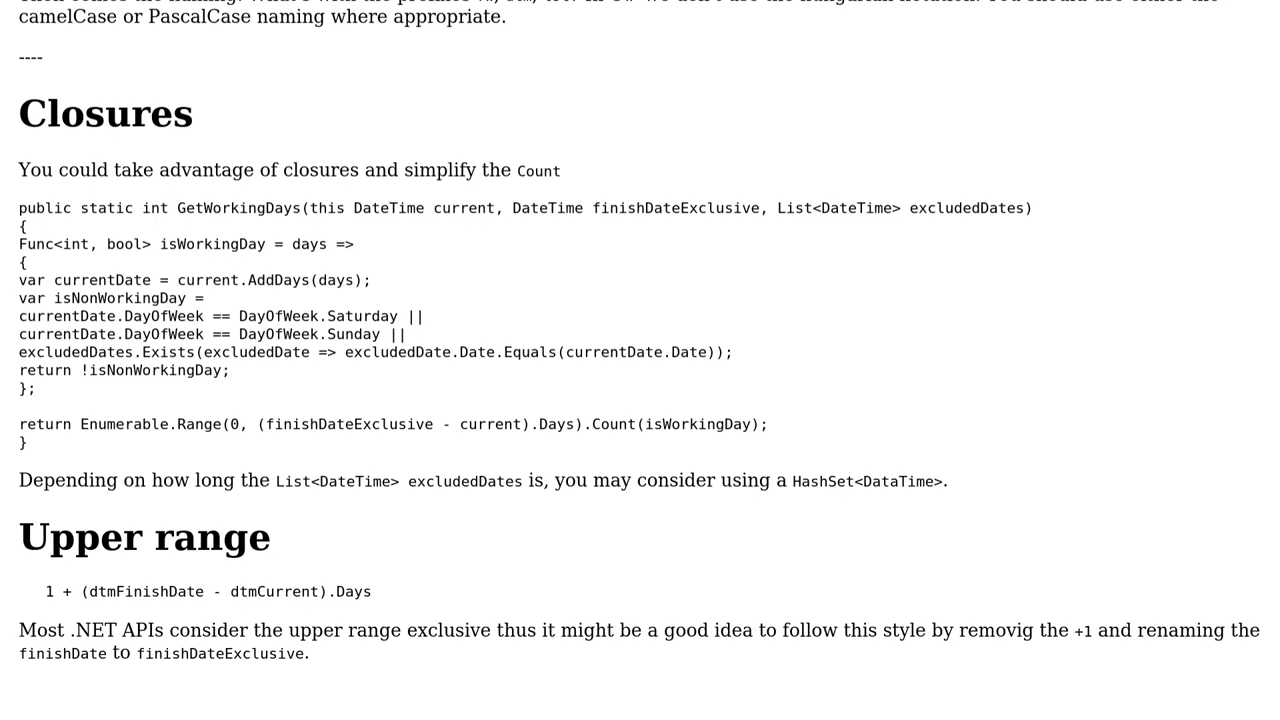 camelCase or PascalCase naming where appropriate.
----
Closures
You could take advantage of closures and simplify the Count
public static int GetWorkingDays(this DateTime current, DateTime finishDateExclusive, List<DateTime> excludedDates)
{
Func<int, bool> isWorkingDay = days =>
{
var currentDate = current.AddDays(days);
var isNonWorkingDay =
currentDate.DayOfWeek == DayOfWeek.Saturday ||
currentDate.DayOfWeek == DayOfWeek.Sunday ||
excludedDates.Exists(excludedDate => excludedDate.Date.Equals(currentDate.Date));
return !isNonWorkingDay;
};
return Enumerable.Range(0, (finishDateExclusive - current).Days).Count(isWorkingDay);
}
Depending on how long the List<DateTime> excludedDates is, you may consider using a HashSet<DataTime>.
Upper range
1 + (dtmFinishDate - dtmCurrent).Days
Most .NET APIs consider the upper range exclusive thus it might be a good idea to follow this style by removig the +1 and renaming the
finishDate to finishDateExclusive.